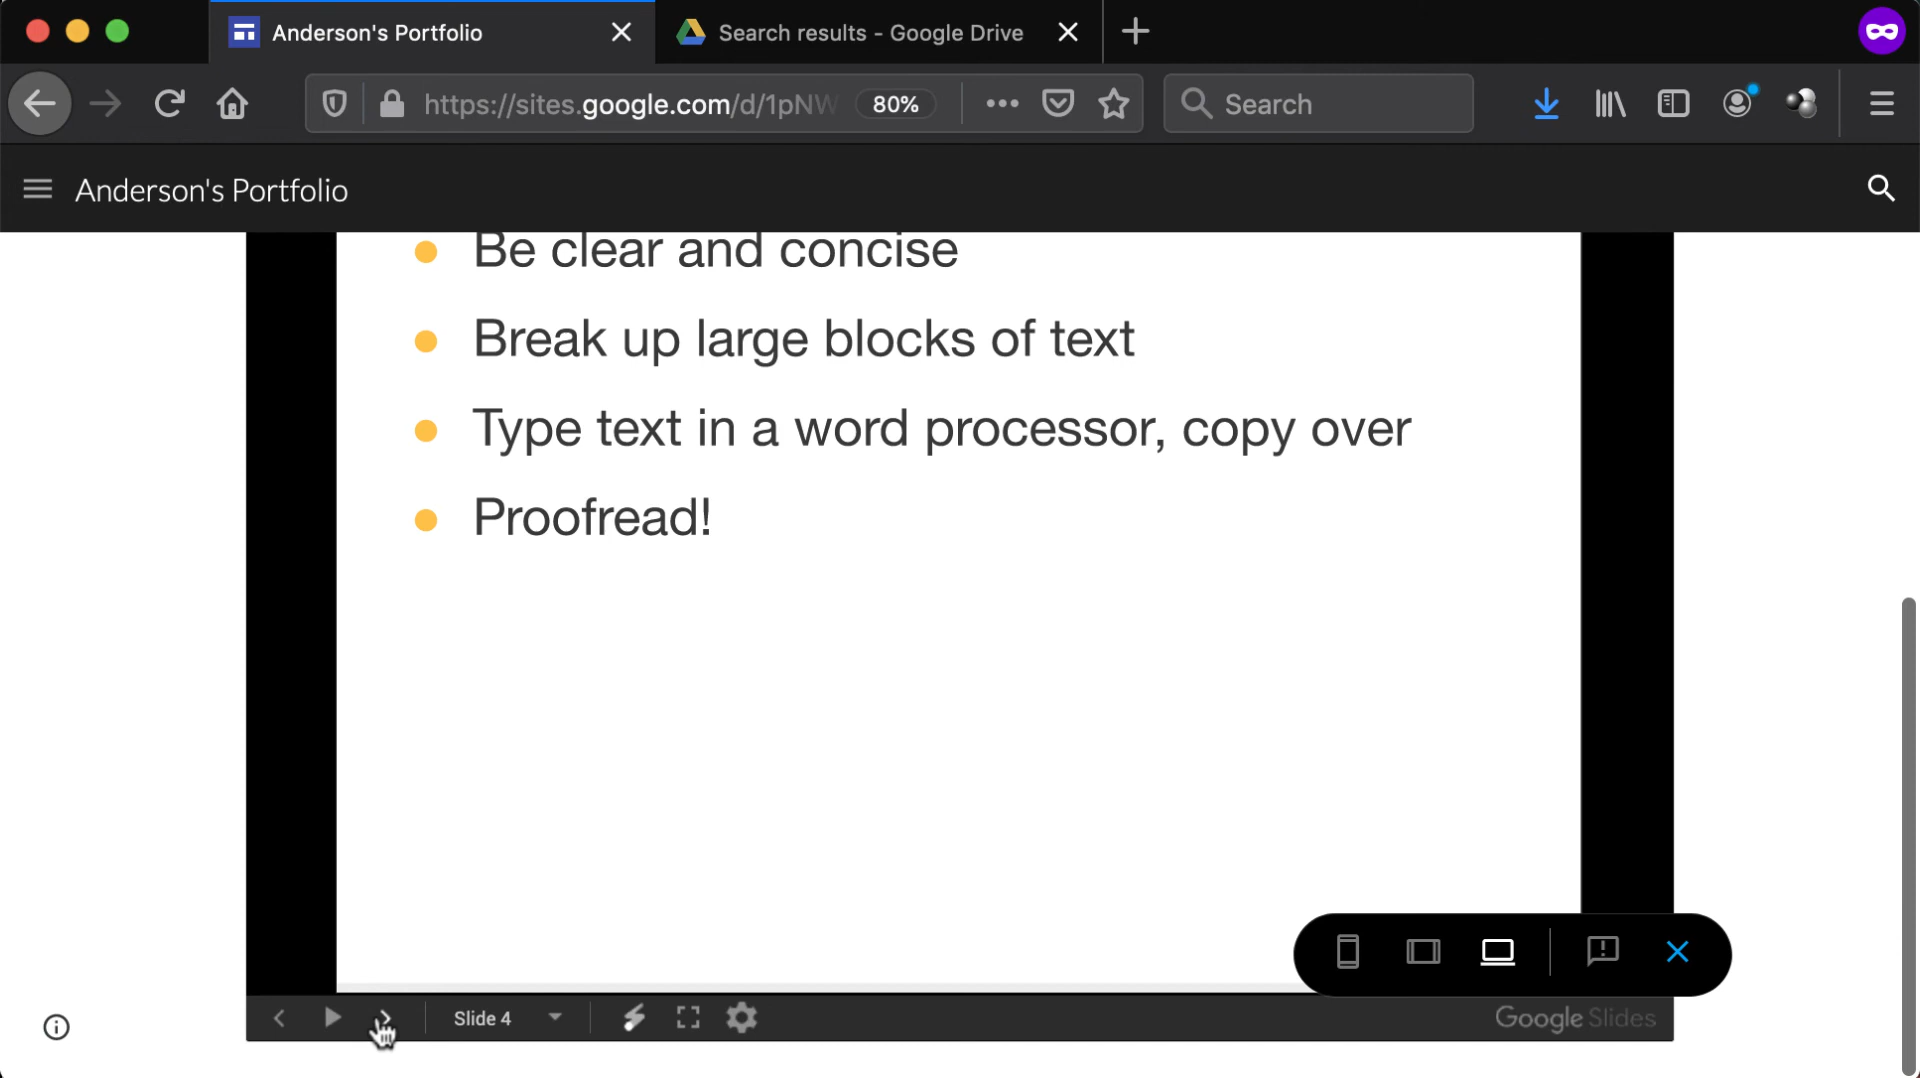 Anderson's Portfolio
Search results - Google Drive
https://sites.google.com/d/1pNW
80%
Search
Anderson's Portfolio
Be clear and concise
Break up large blocks of text
Type text in a word processor, copy over
Proofread!
Slide 4
Google Slides